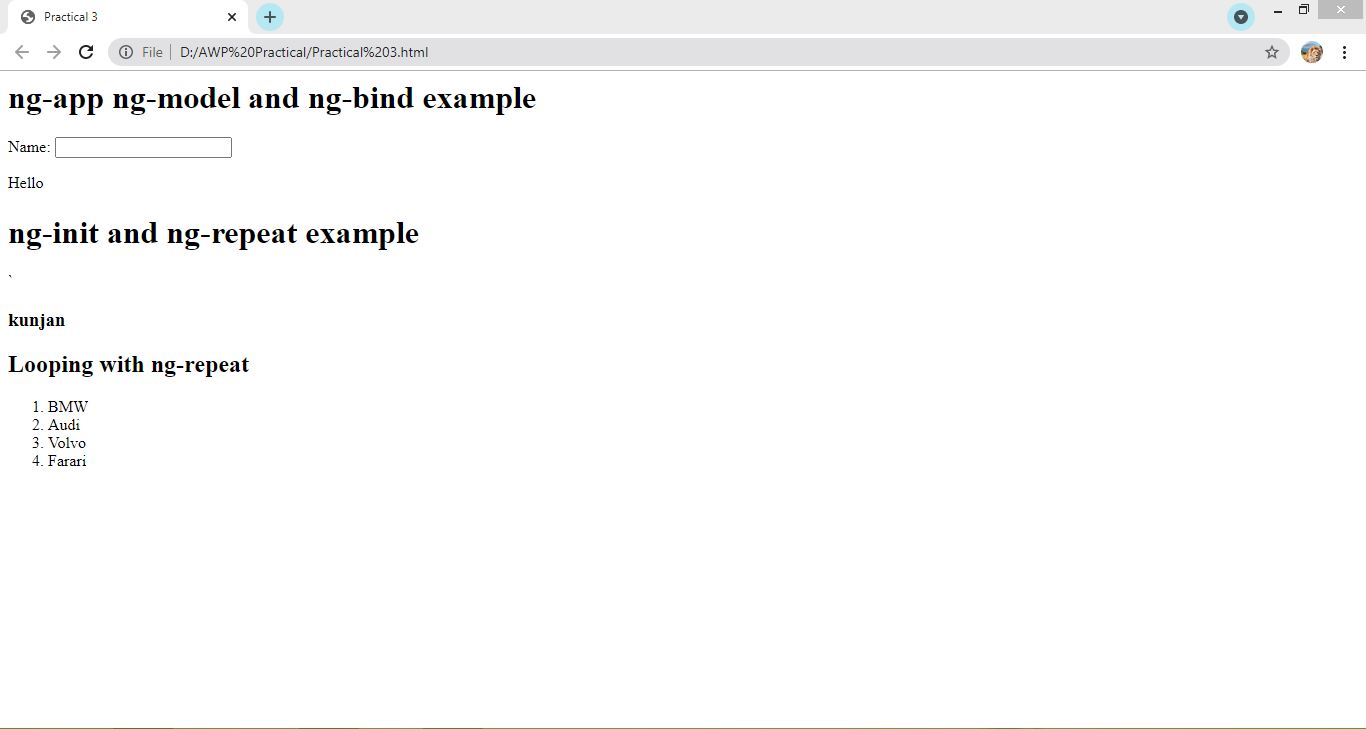 Practical 3
File D:/AWP%20Practical/Practical%203.html
ng-app ng-model and ng-bind example
Name:
Hello
ng-init and ng-repeat example
`
kunjan
Looping with ng-repeat
1. BMW
2. Audi
3. Volvo
4. Farari